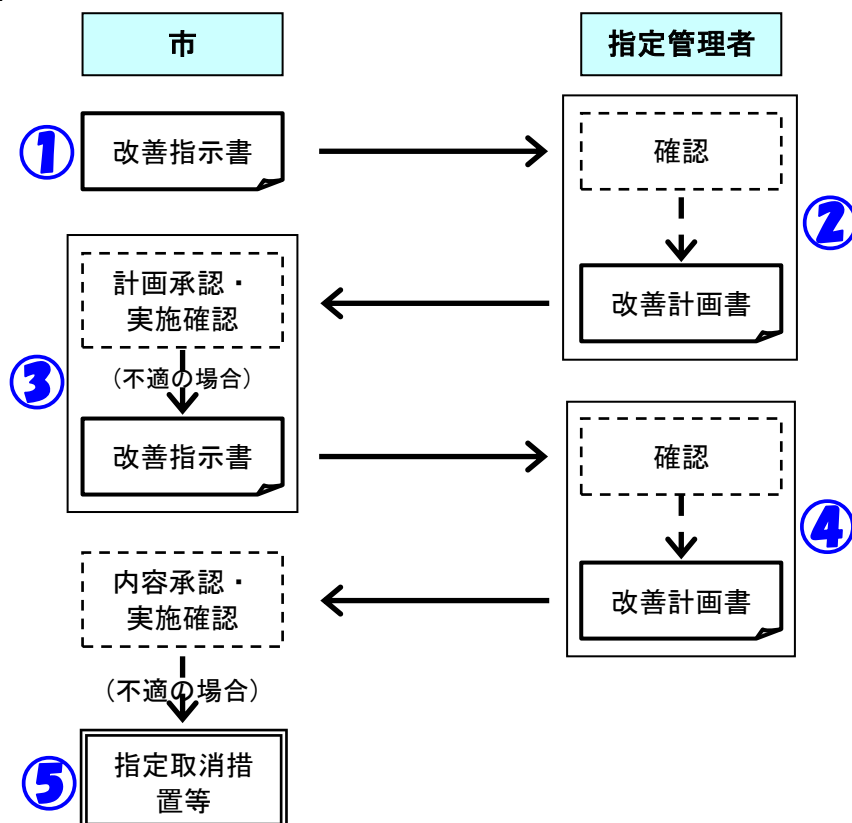 市
指定管理者
①
改善指示書
確認
②
改善計画書
計画承認・
実施確認
③
(不適の場合)
改善指示書
確認
④
改善計画書
内容承認・
実施確認
(不適の場合)
⑤
指定取消措
置等